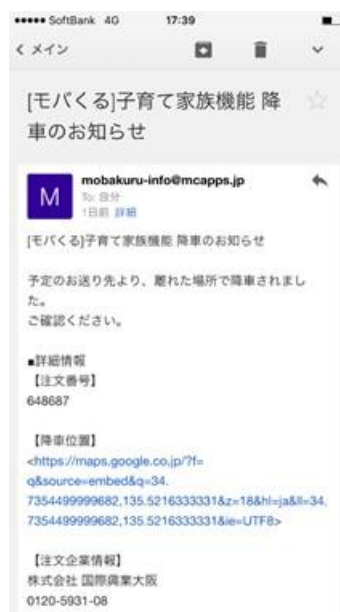 SoftBank 4G 17:39
メイン
[モバくる]子育て家族機能 降
車のお知らせ
M
mobakuru-info@mcapps.jp
To: 自分
1日前 詳細
[モバくる]子育て家族機能 降車のお知らせ
予定のお送り先より、離れた場所で降車されまし
た。
ご確認ください。
■詳細情報
【注文番号】
648687
【降車位置】
<https://maps.google.co.jp/?f=
q&source=embed&q=34.
7354499999682,135.5216333331&z=18&hl=ja&ll=34.
7354499999682,135.5216333331&ie=UTF8>
【注文企業情報】
株式会社 国際興業大阪
0120-5931-08